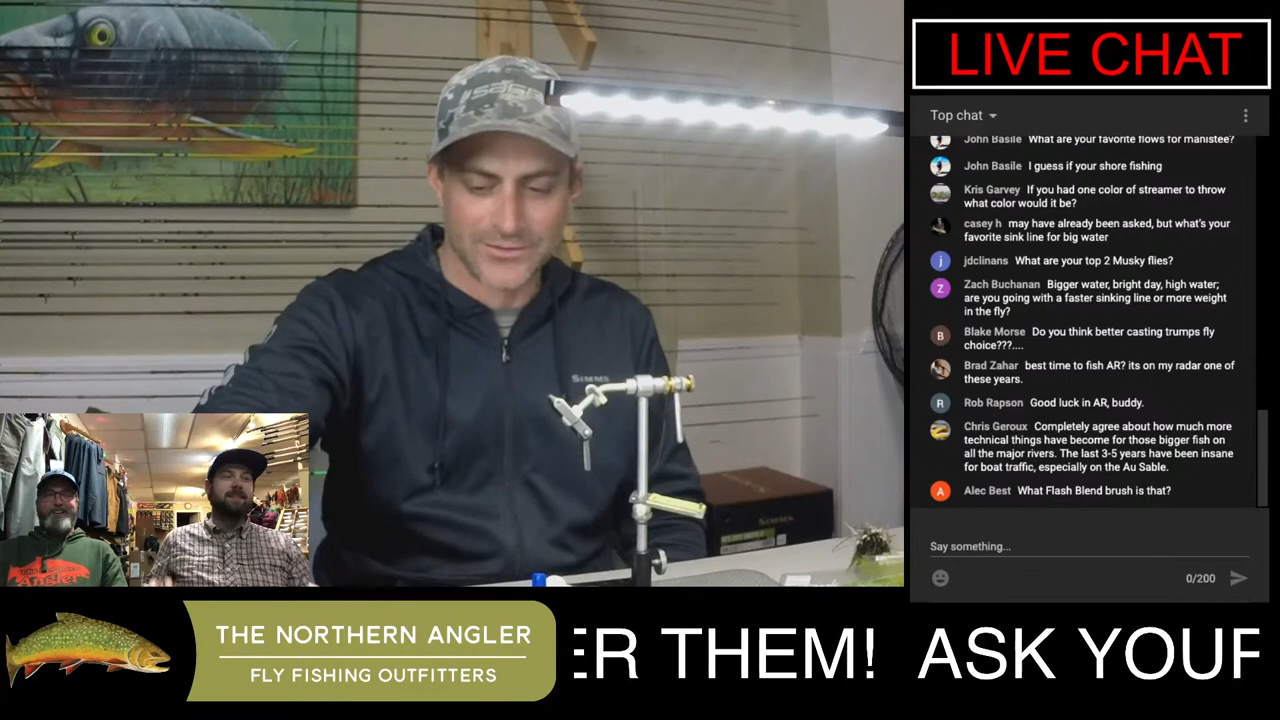 LIVE CHAT
Top chat
John Basile What are your favorite flows for manistee?
John Basile I guess if your shore fishing
Kris Garvey If you had one color of streamer to throw
what color would it be?
casey h may have already been asked, but what's your
favorite sink line for big water
jdclinans What are your top 2 Musky flies?
Zach Buchanan Bigger water, bright day, high water;
are you going with a faster sinking line or more weight
in the fly?
Blake Morse Do you think better casting trumps fly
choice???....
Brad Zahar best time to fish AR? its on my radar one of
these years.
Rob Rapson Good luck in AR, buddy.
Chris Geroux Completely agree about how much more
technical things have become for those bigger fish on
all the major rivers. The last 3-5 years have been insane
for boat traffic, especially on the Au Sable.
Alec Best What Flash Blend brush is that?
Say something...
0/200
j
Z
B
R
A
sage
SIMMS
SIMMS
Angler
THE NORTHERN ANGLER
FLY FISHING OUTFITTERS
ER THEM! ASK YOUR